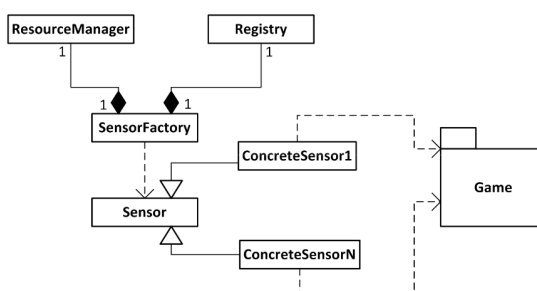 ResourceManager
Registry
1
1
1
1
SensorFactory
ConcreteSensor1
Game
Sensor
ConcreteSensorN